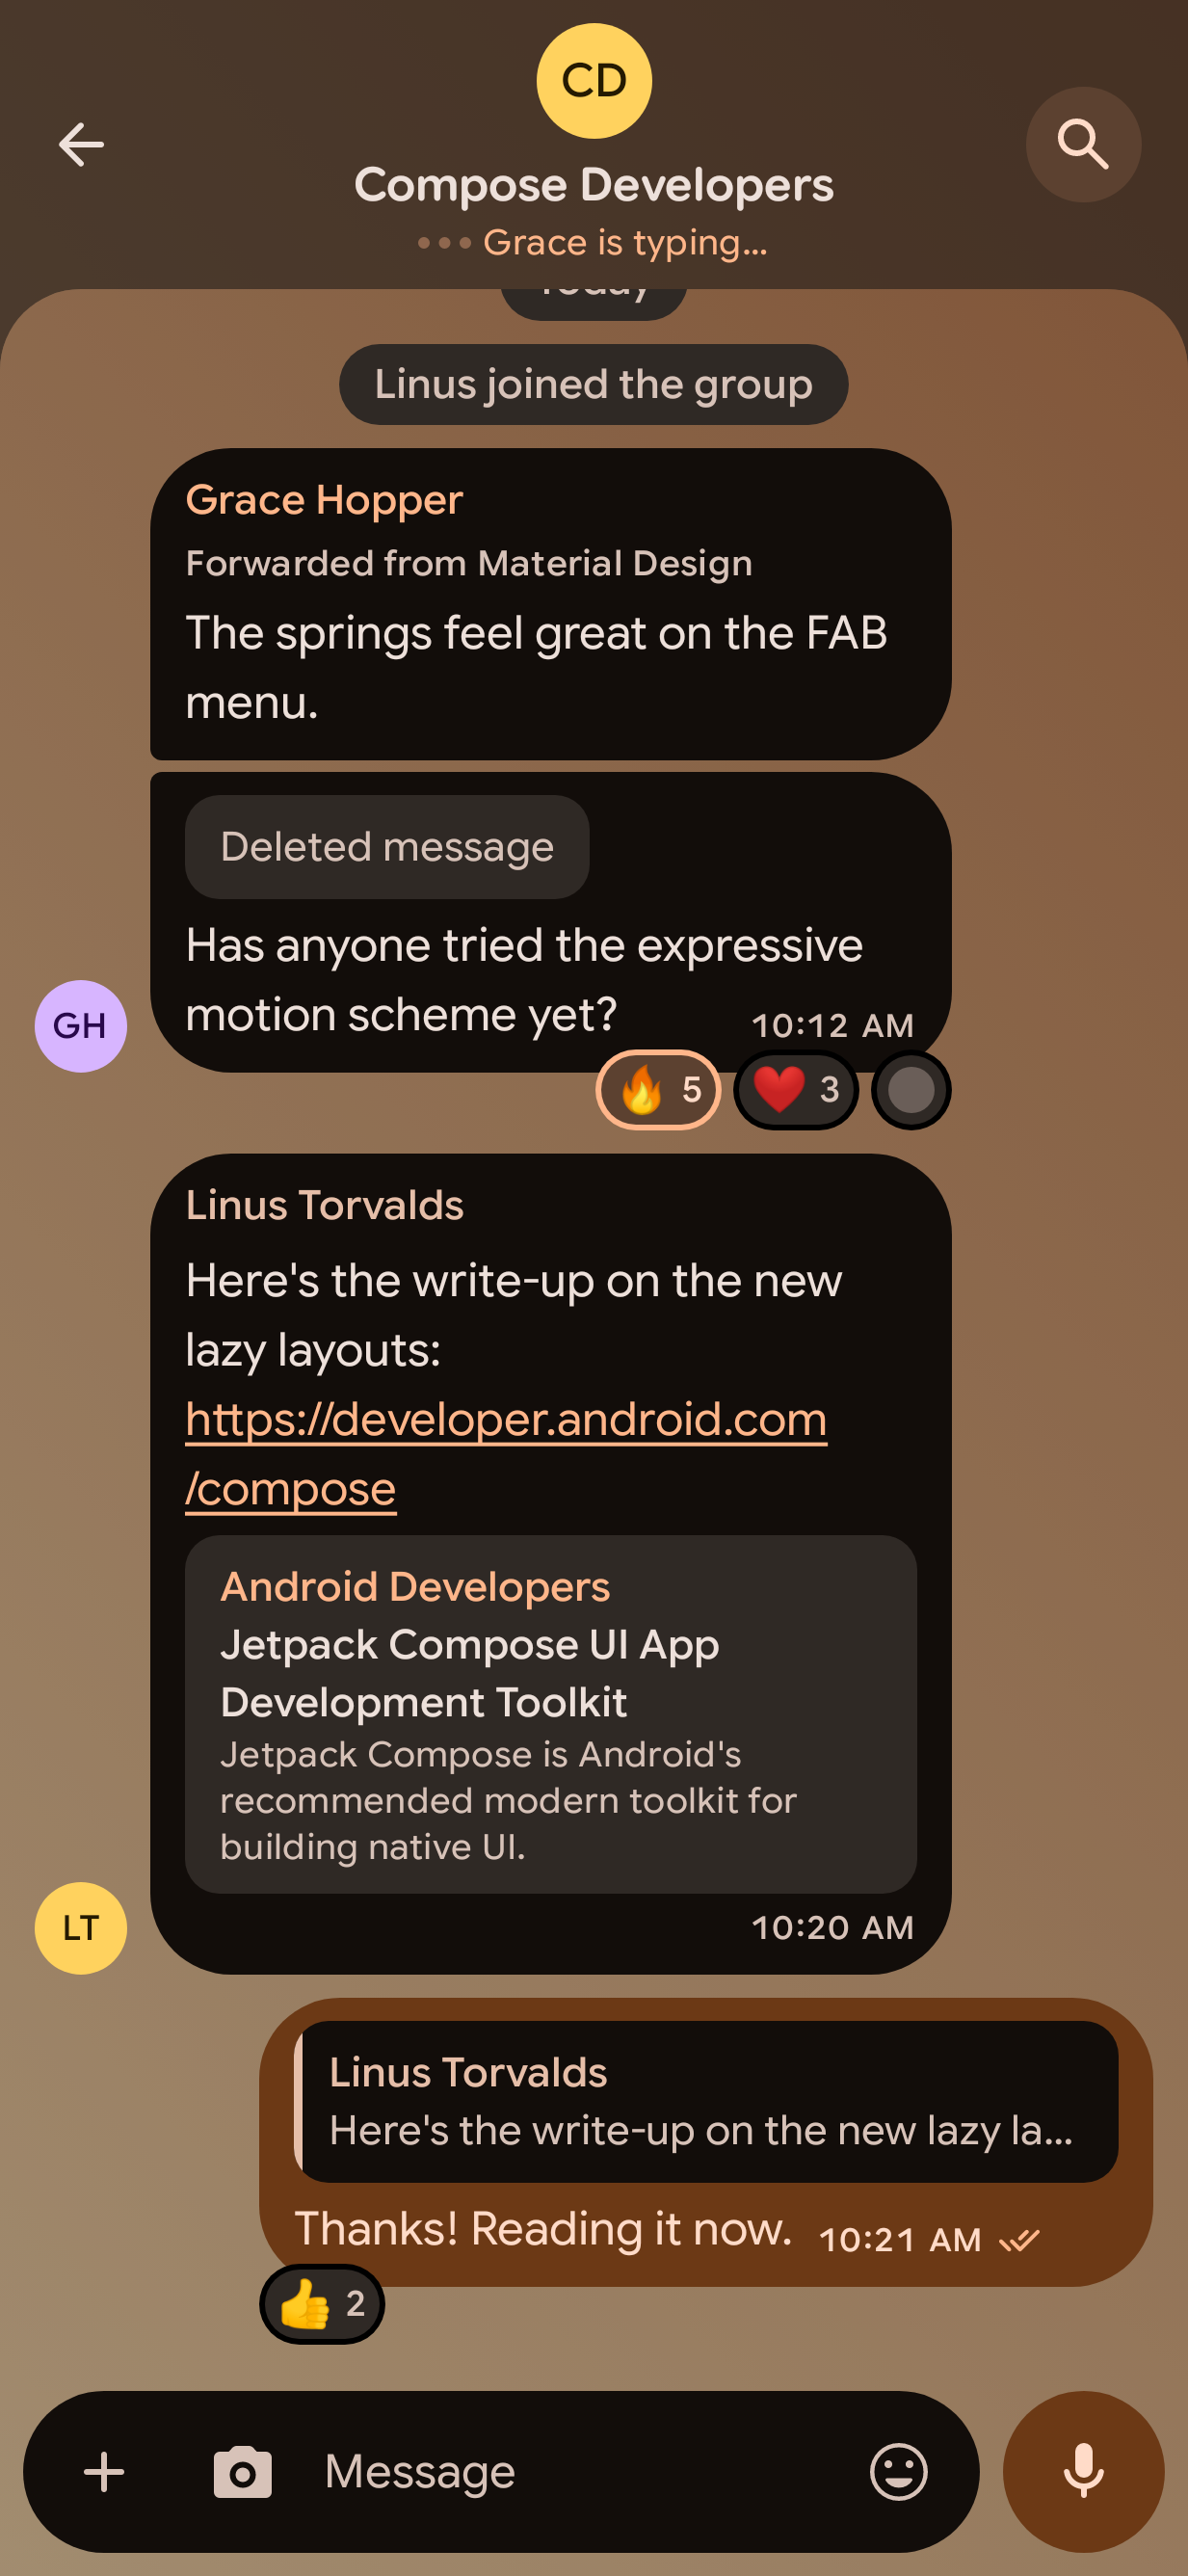 CD
Compose Developers
Grace is typing...
Today
Linus joined the group
Grace Hopper
Forwarded from Material Design
The springs feel great on the FAB
menu.
Deleted message
Has anyone tried the expressive
motion scheme yet?
10:12 AM
GH
🔥 5
❤️ 3
Linus Torvalds
Here's the write-up on the new
lazy layouts:
https://developer.android.com
/compose
Android Developers
Jetpack Compose UI App
Development Toolkit
Jetpack Compose is Android's
recommended modern toolkit for
building native UI.
10:20 AM
LT
Linus Torvalds
Here's the write-up on the new lazy la...
Thanks! Reading it now. 10:21 AM
👍 2
Message